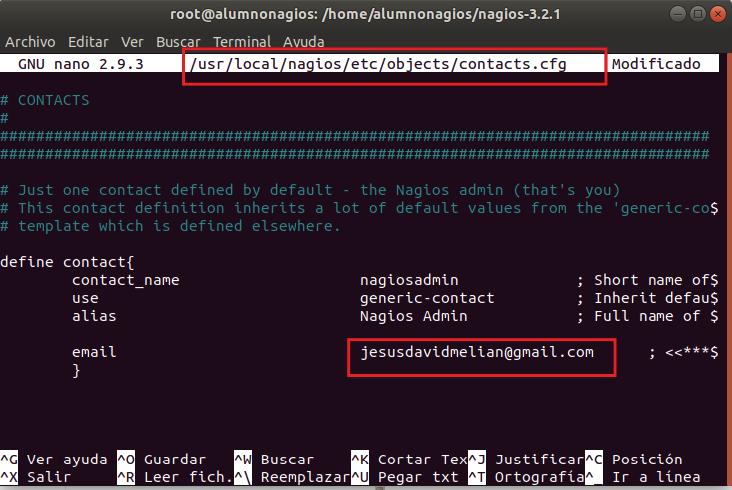 root@alumnonagios: /home/alumnonagios/nagios-3.2.1
Archivo Editar Ver Buscar Terminal Ayuda
GNU nano 2.9.3 /usr/local/nagios/etc/objects/contacts.cfg Modificado
# CONTACTS
#
###############################################################################
###############################################################################
# Just one contact defined by default - the Nagios admin (that's you)
# This contact definition inherits a lot of default values from the 'generic-co$
# template which is defined elsewhere.
define contact{
contact_name nagiosadmin ; Short name of$
use generic-contact ; Inherit defau$
alias Nagios Admin ; Full name of $
email jesusdavidmelian@gmail.com ; <<***$
}
^G Ver ayuda ^O Guardar ^W Buscar ^K Cortar Tex^J Justificar^C Posición
^X Salir ^R Leer fich.^\ Reemplazar^U Pegar txt ^T Ortografía^_ Ir a línea